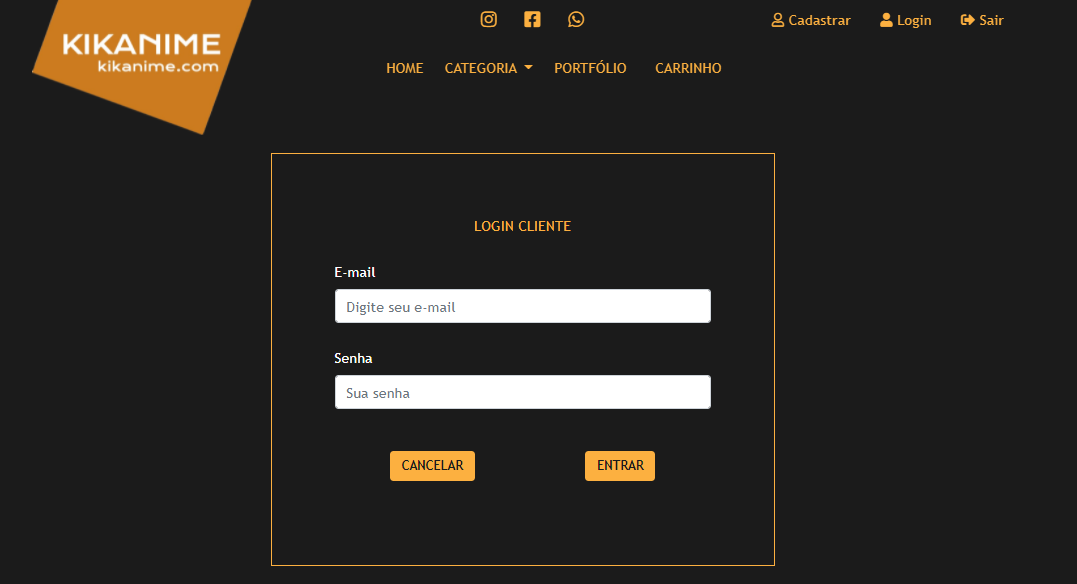 KIKANIME
kikanime.com
Cadastrar Login Sair
HOME CATEGORIA PORTFÓLIO CARRINHO
LOGIN CLIENTE
E-mail
Digite seu e-mail
Senha
Sua senha
CANCELAR ENTRAR